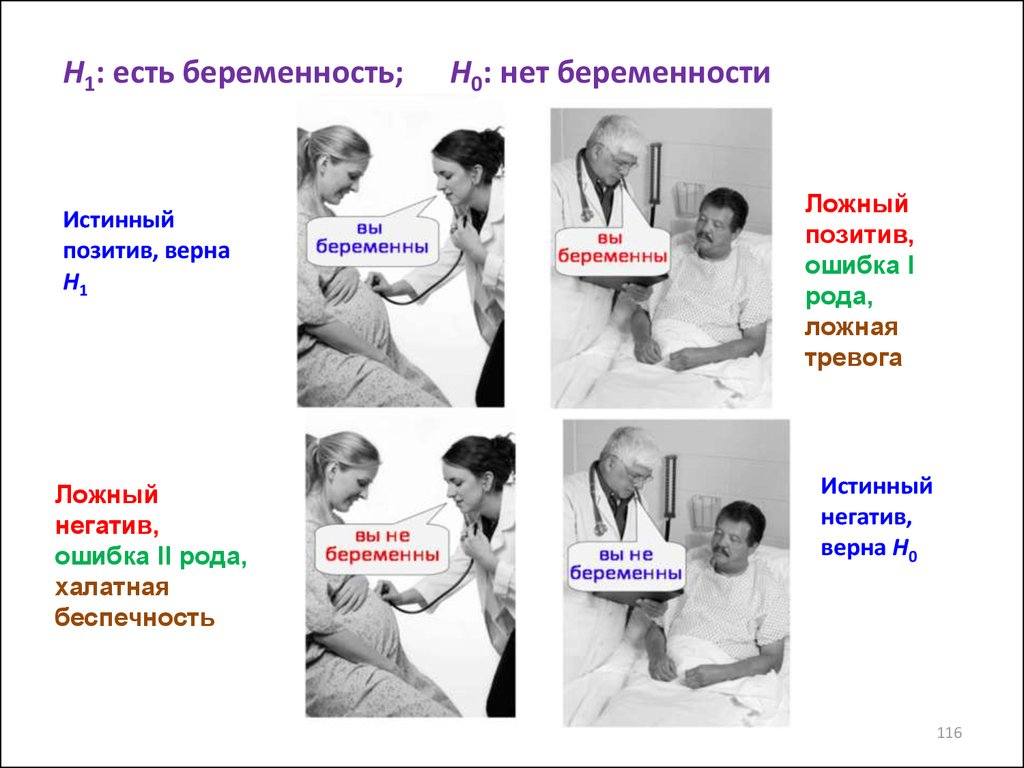 H1: есть беременность; H0: нет беременности
Истинный
позитив, верна
H1
вы
беременны
вы
беременны
Ложный
позитив,
ошибка I
рода,
ложная
тревога
Ложный
негатив,
ошибка II рода,
халатная
беспечность
вы не
беременны
вы не
беременны
Истинный
негатив,
верна H0
116